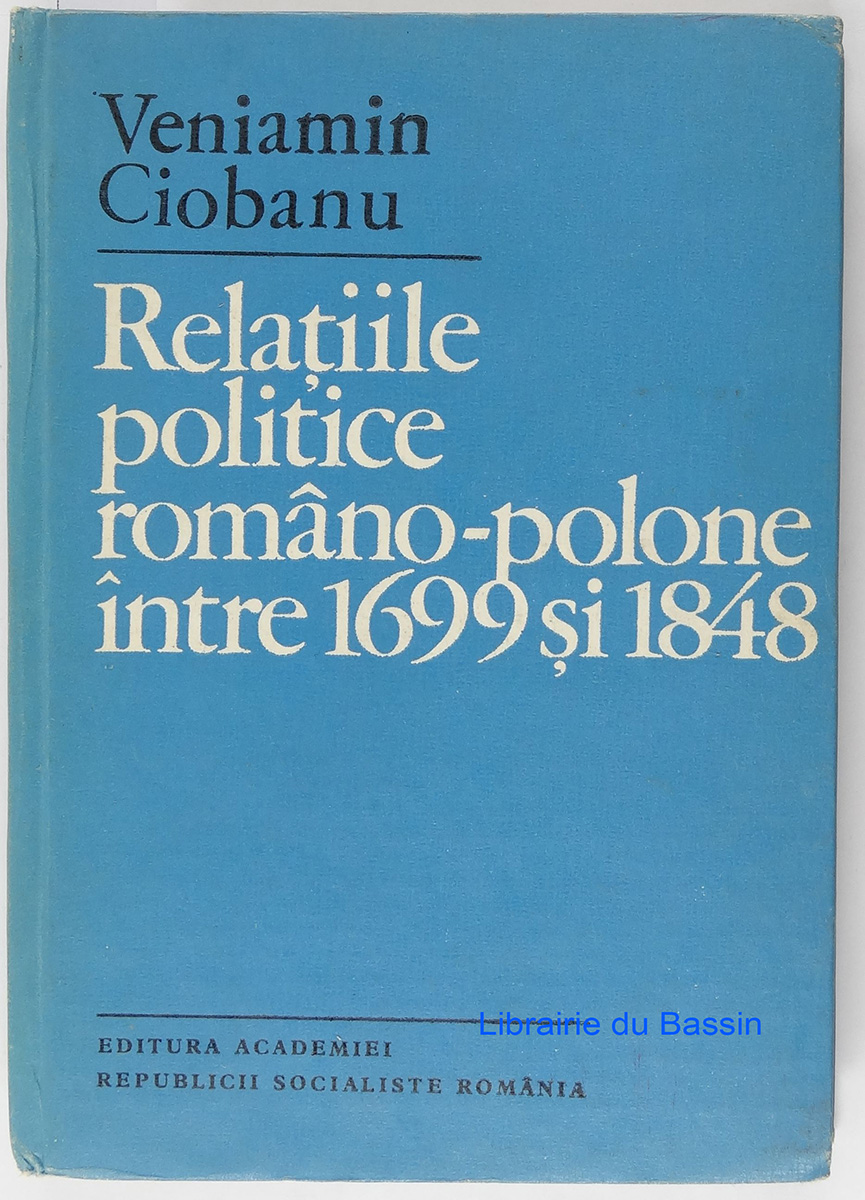 Veniamin
Ciobanu
Relațiile
politice
româno-polone
între 1699 și 1848
Librairie du Bassin
EDITURA ACADEMIEI
REPUBLICII SOCIALISTE ROMÂNIA